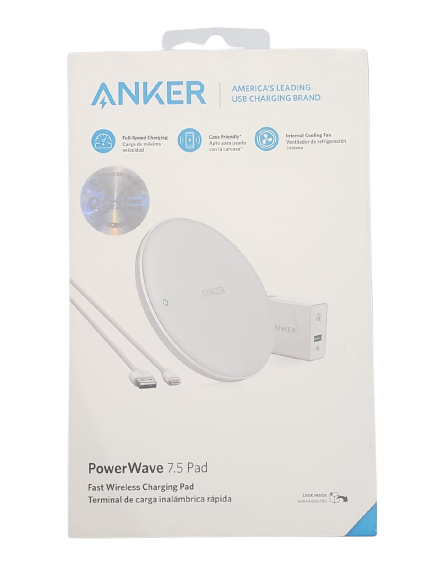 ANKER
AMERICA'S LEADING
USB CHARGING BRAND
Full-Speed Charging
Carga de máxima
velocidad
Case Friendly*
Apto para usarlo
con la carcasa*
Internal Cooling Fan
Ventilador de refrigeración
interna
ANKER
ANKER
PowerWave 7.5 Pad
Fast Wireless Charging Pad
Terminal de carga inalámbrica rápida
LOOK INSIDE